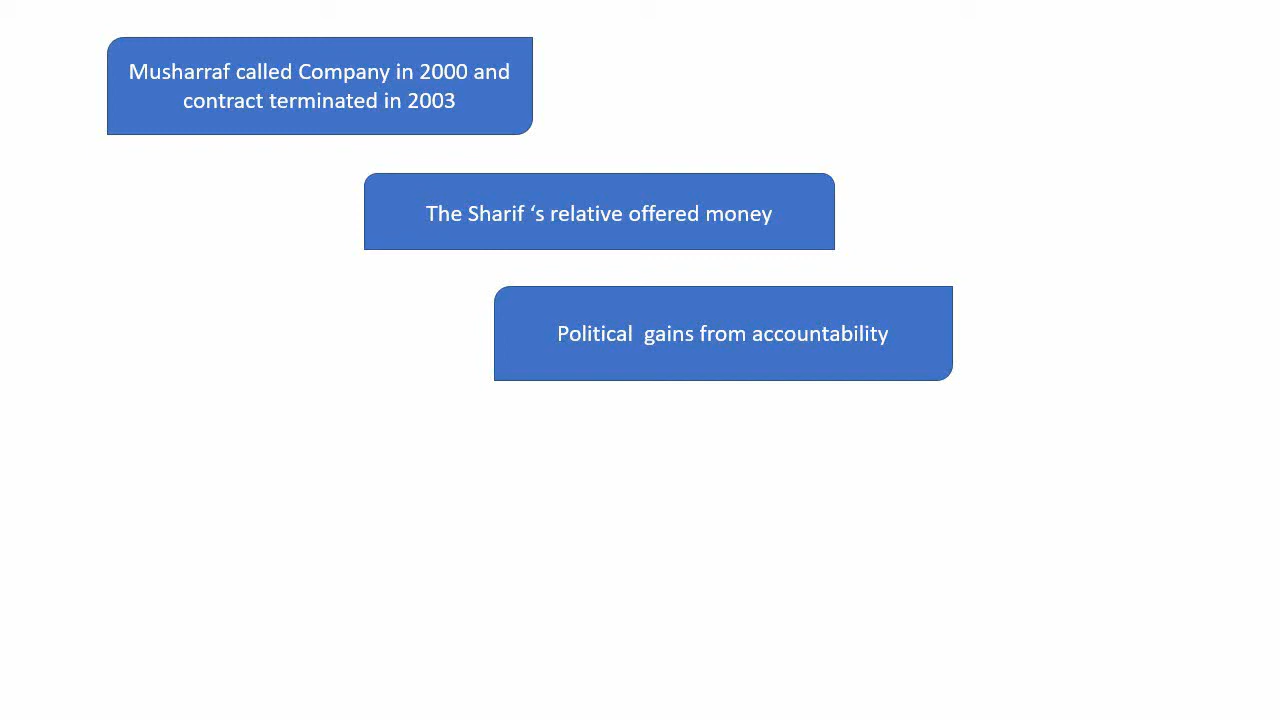 Musharraf called Company in 2000 and
contract terminated in 2003
The Sharif ‘s relative offered money
Political  gains from accountability